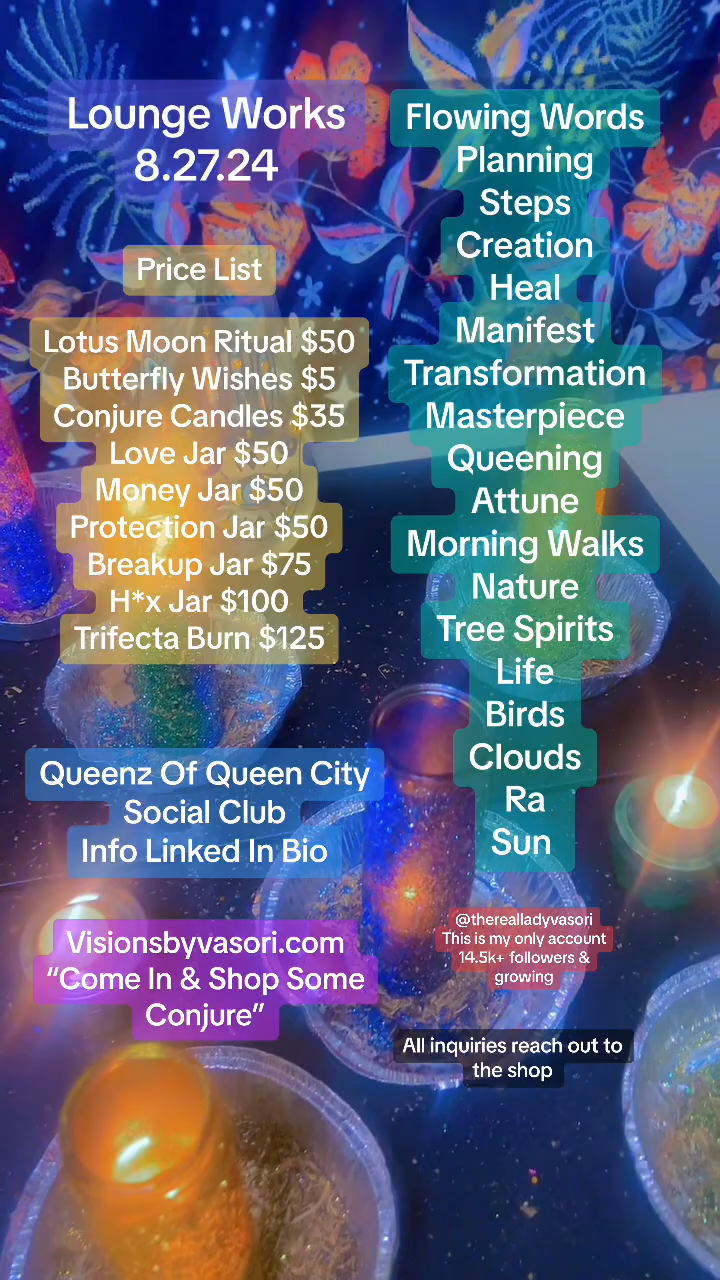 Lounge Works
8.27.24
Price List
Lotus Moon Ritual $50
Butterfly Wishes $5
Conjure Candles $35
Love Jar $50
Money Jar $50
Protection Jar $50
Breakup Jar $75
H*x Jar $100
Trifecta Burn $125
Queenz Of Queen City
Social Club
Info Linked In Bio
Visionsbyvasori.com
“Come In & Shop Some
Conjure”
Flowing Words
Planning
Steps
Creation
Heal
Manifest
Transformation
Masterpiece
Queening
Attune
Morning Walks
Nature
Tree Spirits
Life
Birds
Clouds
Ra
Sun
@therealladyvasori
This is my only account
14.5k+ followers &
growing
All inquiries reach out to
the shop